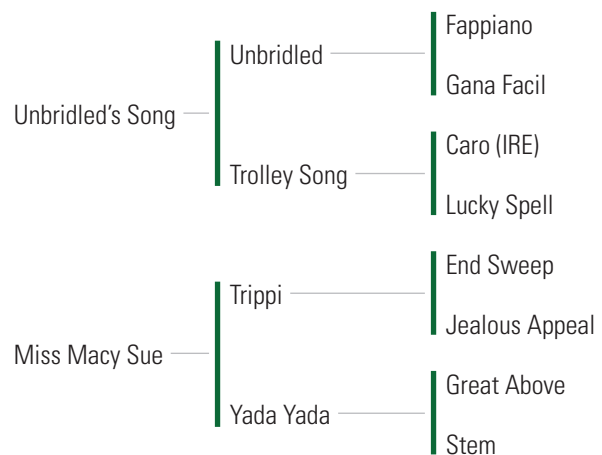 Fappiano
Unbridled
Gana Facil
Unbridled's Song
Caro (IRE)
Trolley Song
Lucky Spell
End Sweep
Trippi
Jealous Appeal
Miss Macy Sue
Great Above
Yada Yada
Stem